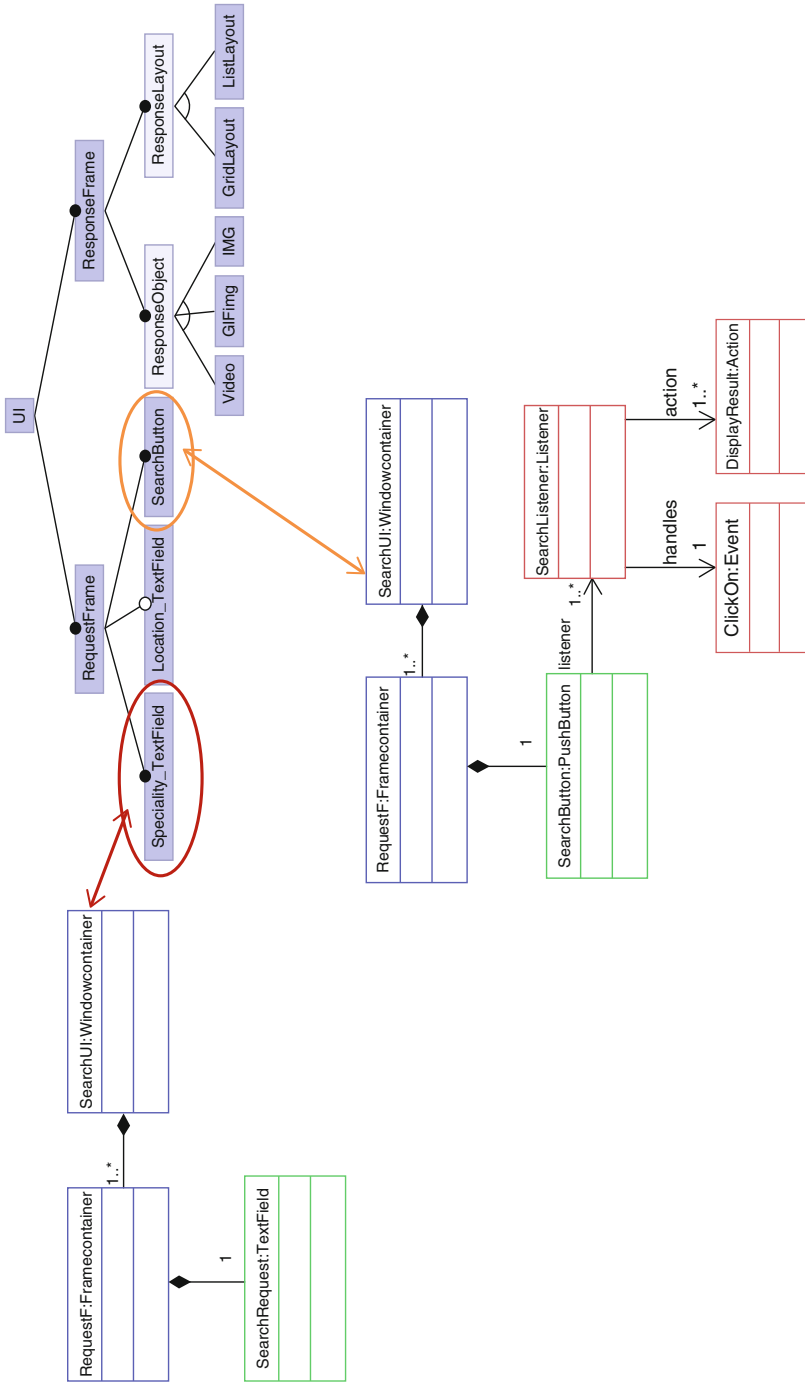 UI
RequestFrame
ResponseFrame
Speciality_TextField
Location_TextField
SearchButton
ResponseObject
ResponseLayout
Video
GIFimg
IMG
GridLayout
ListLayout
RequestF:Framecontainer
1..*
SearchUI:Windowcontainer
1
SearchRequest:TextField
RequestF:Framecontainer
1..*
SearchUI:Windowcontainer
1
SearchButton:PushButton
listener
1..*
SearchListener:Listener
handles
1
action
1..*
ClickOn:Event
DisplayResult:Action